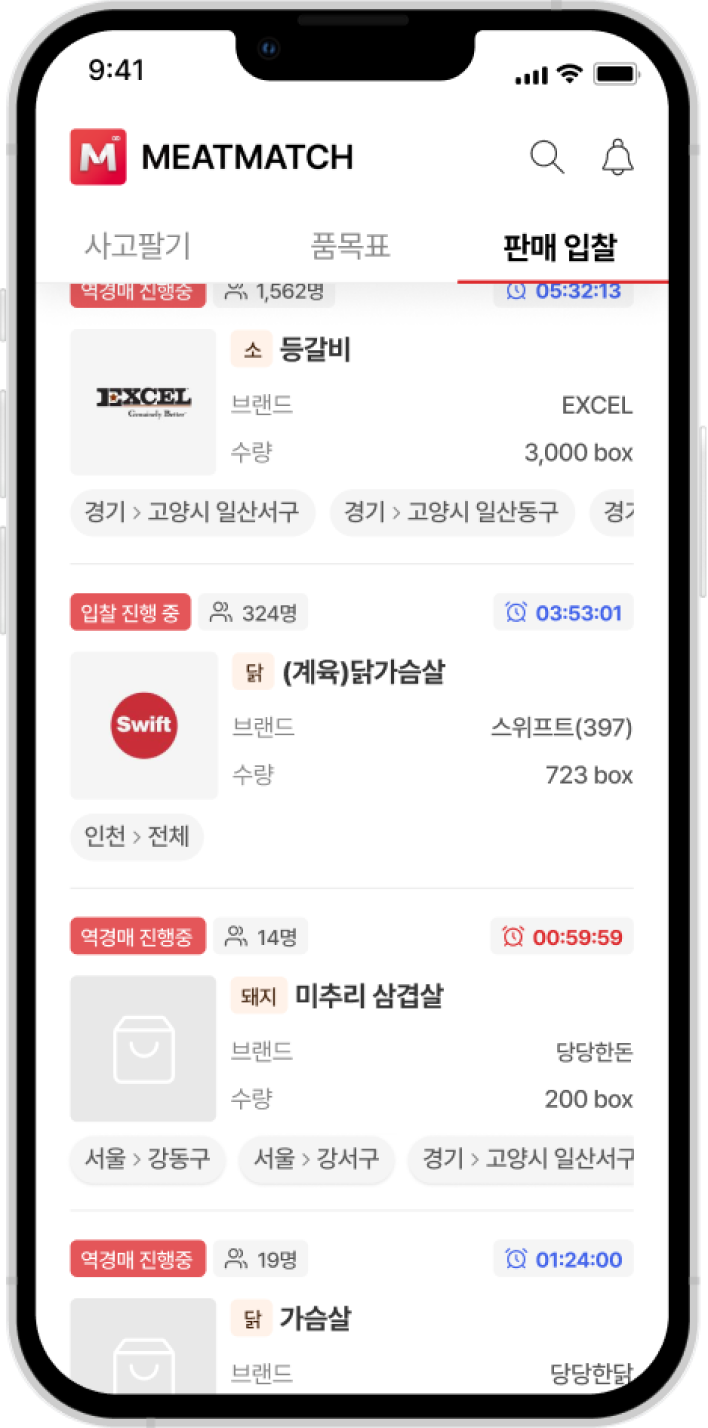 9:41
M MEATMATCH
사고팔기 품목표 판매 입찰
역경매 진행중 1,562명 05:32:13
소 등갈비
EXCEL
Genuinely Better
브랜드 EXCEL
수량 3,000 box
경기 > 고양시 일산서구 경기 > 고양시 일산동구 경기
입찰 진행 중 324명 03:53:01
닭 (계육)닭가슴살
Swift
브랜드 스위프트(397)
수량 723 box
인천 > 전체
역경매 진행중 14명 00:59:59
돼지 미추리 삼겹살
브랜드 당당한돈
수량 200 box
서울 > 강동구 서울 > 강서구 경기 > 고양시 일산서구
역경매 진행중 19명 01:24:00
닭 가슴살
브랜드 당당한닭